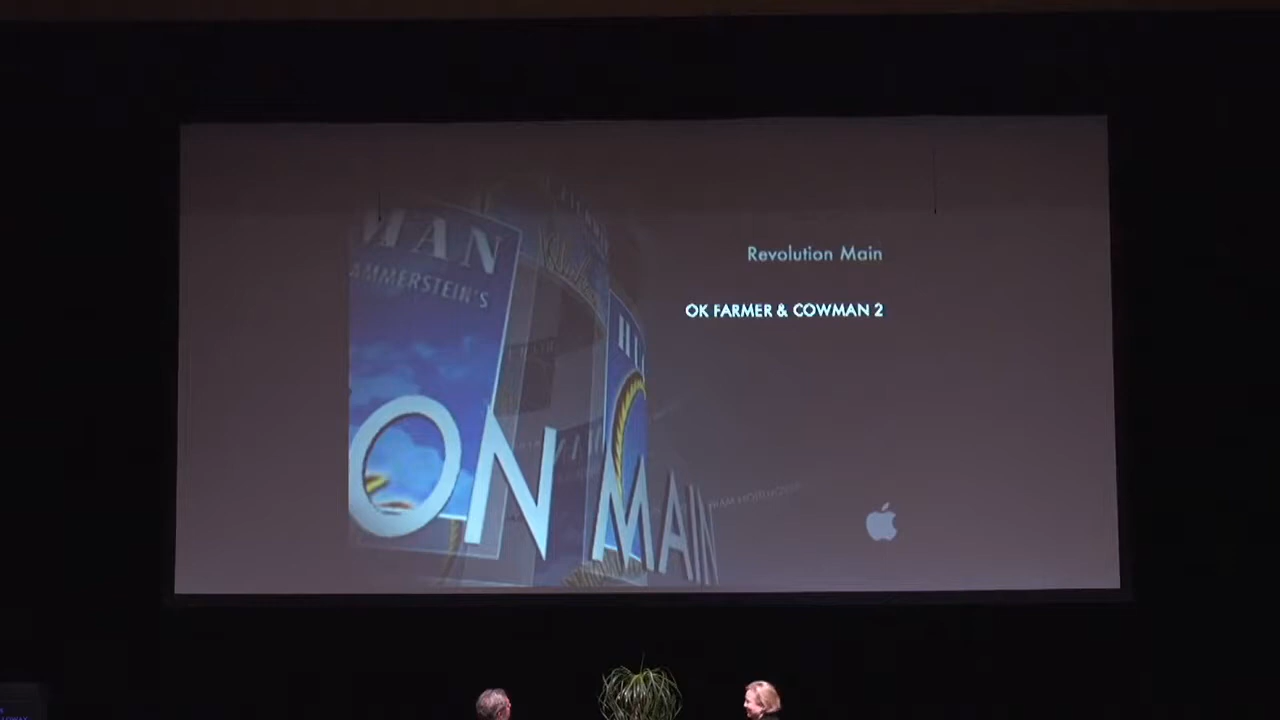 MAN
AMMERSTEIN'S
ON MAIN
Revolution Main
OK FARMER & COWMAN 2